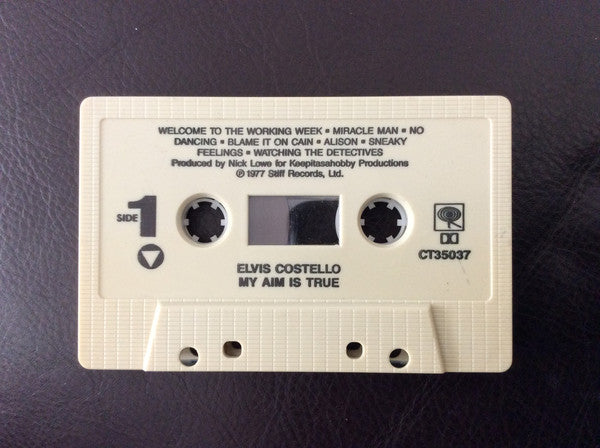 WELCOME TO THE WORKING WEEK • MIRACLE MAN • NO
DANCING • BLAME IT ON CAIN • ALISON • SNEAKY
FEELINGS • WATCHING THE DETECTIVES
Produced by Nick Lowe for Keepitasahobby Productions
℗ 1977 Stiff Records, Ltd.
SIDE 1
CT35037
ELVIS COSTELLO
MY AIM IS TRUE